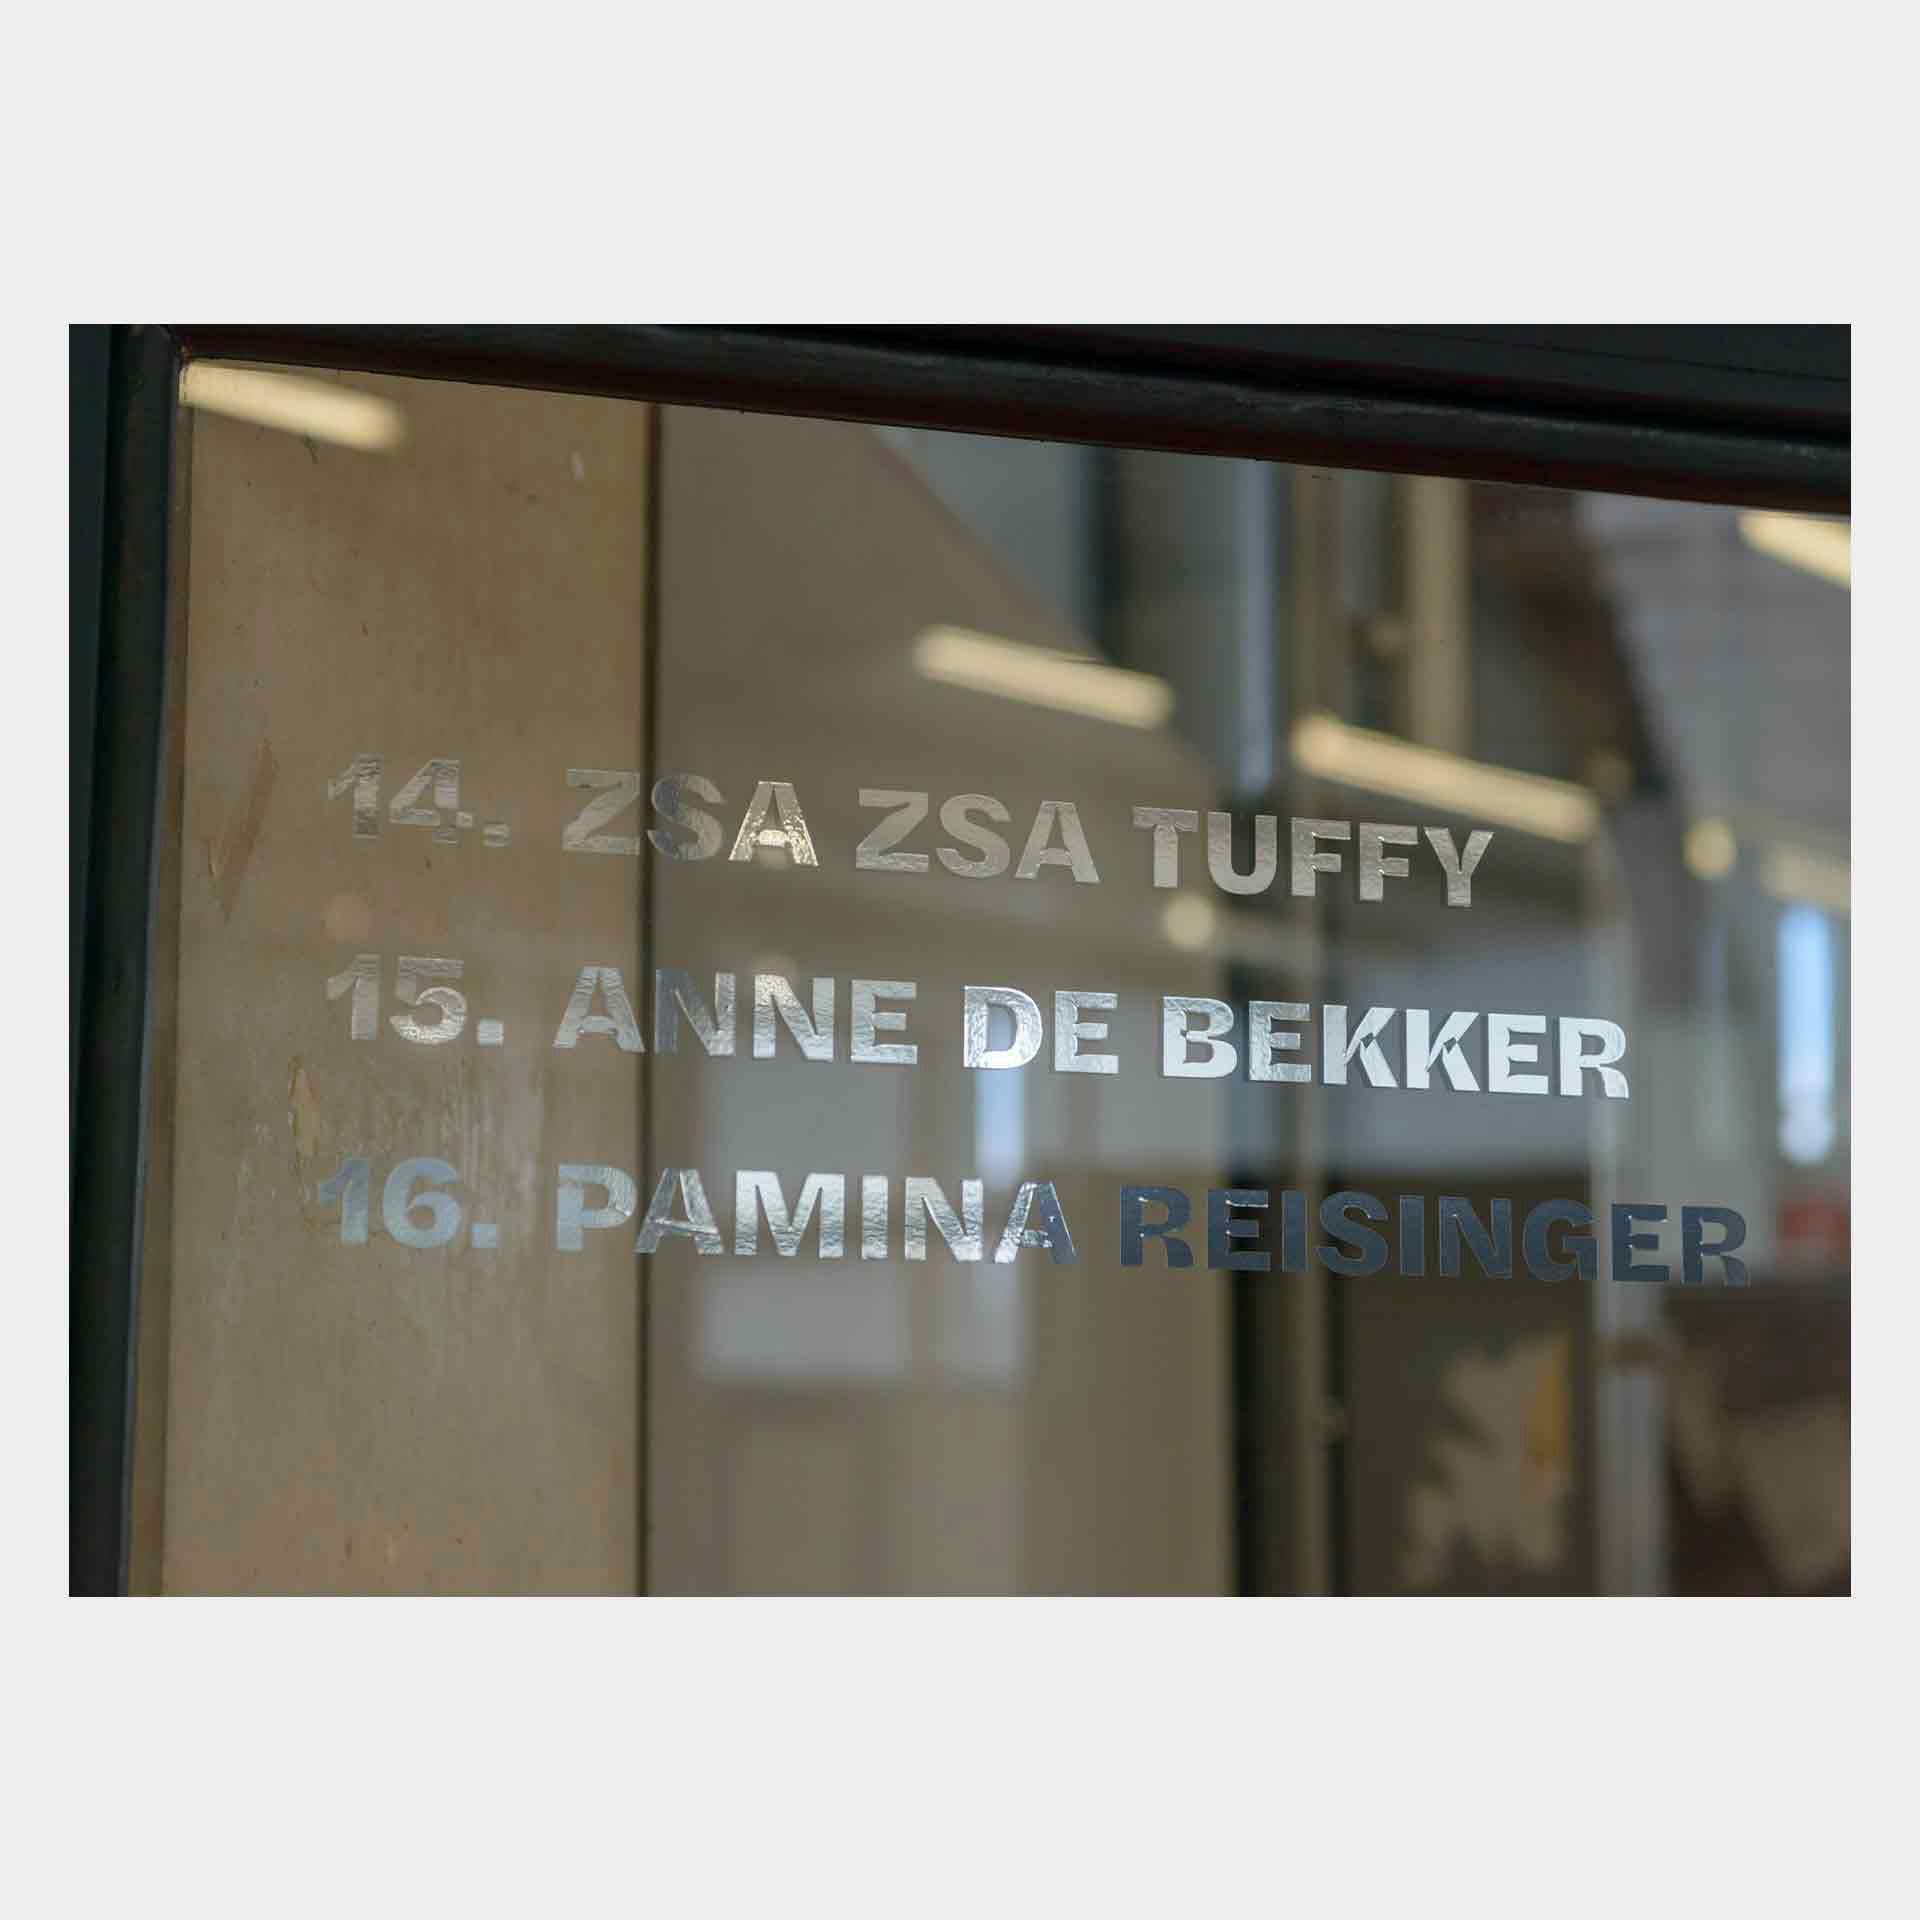 14. ZSA ZSA TUFFY
15. ANNE DE BEKKER
16. PAMINA REISINGER